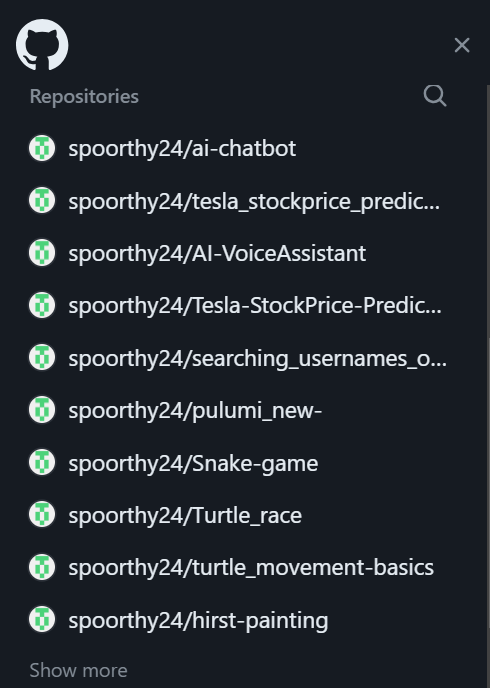 Repositories
spoorthy24/ai-chatbot
spoorthy24/tesla_stockprice_predic...
spoorthy24/AI-VoiceAssistant
spoorthy24/Tesla-StockPrice-Predic...
spoorthy24/searching_usernames_o...
spoorthy24/pulumi_new-
spoorthy24/Snake-game
spoorthy24/Turtle_race
spoorthy24/turtle_movement-basics
spoorthy24/hirst-painting
Show more